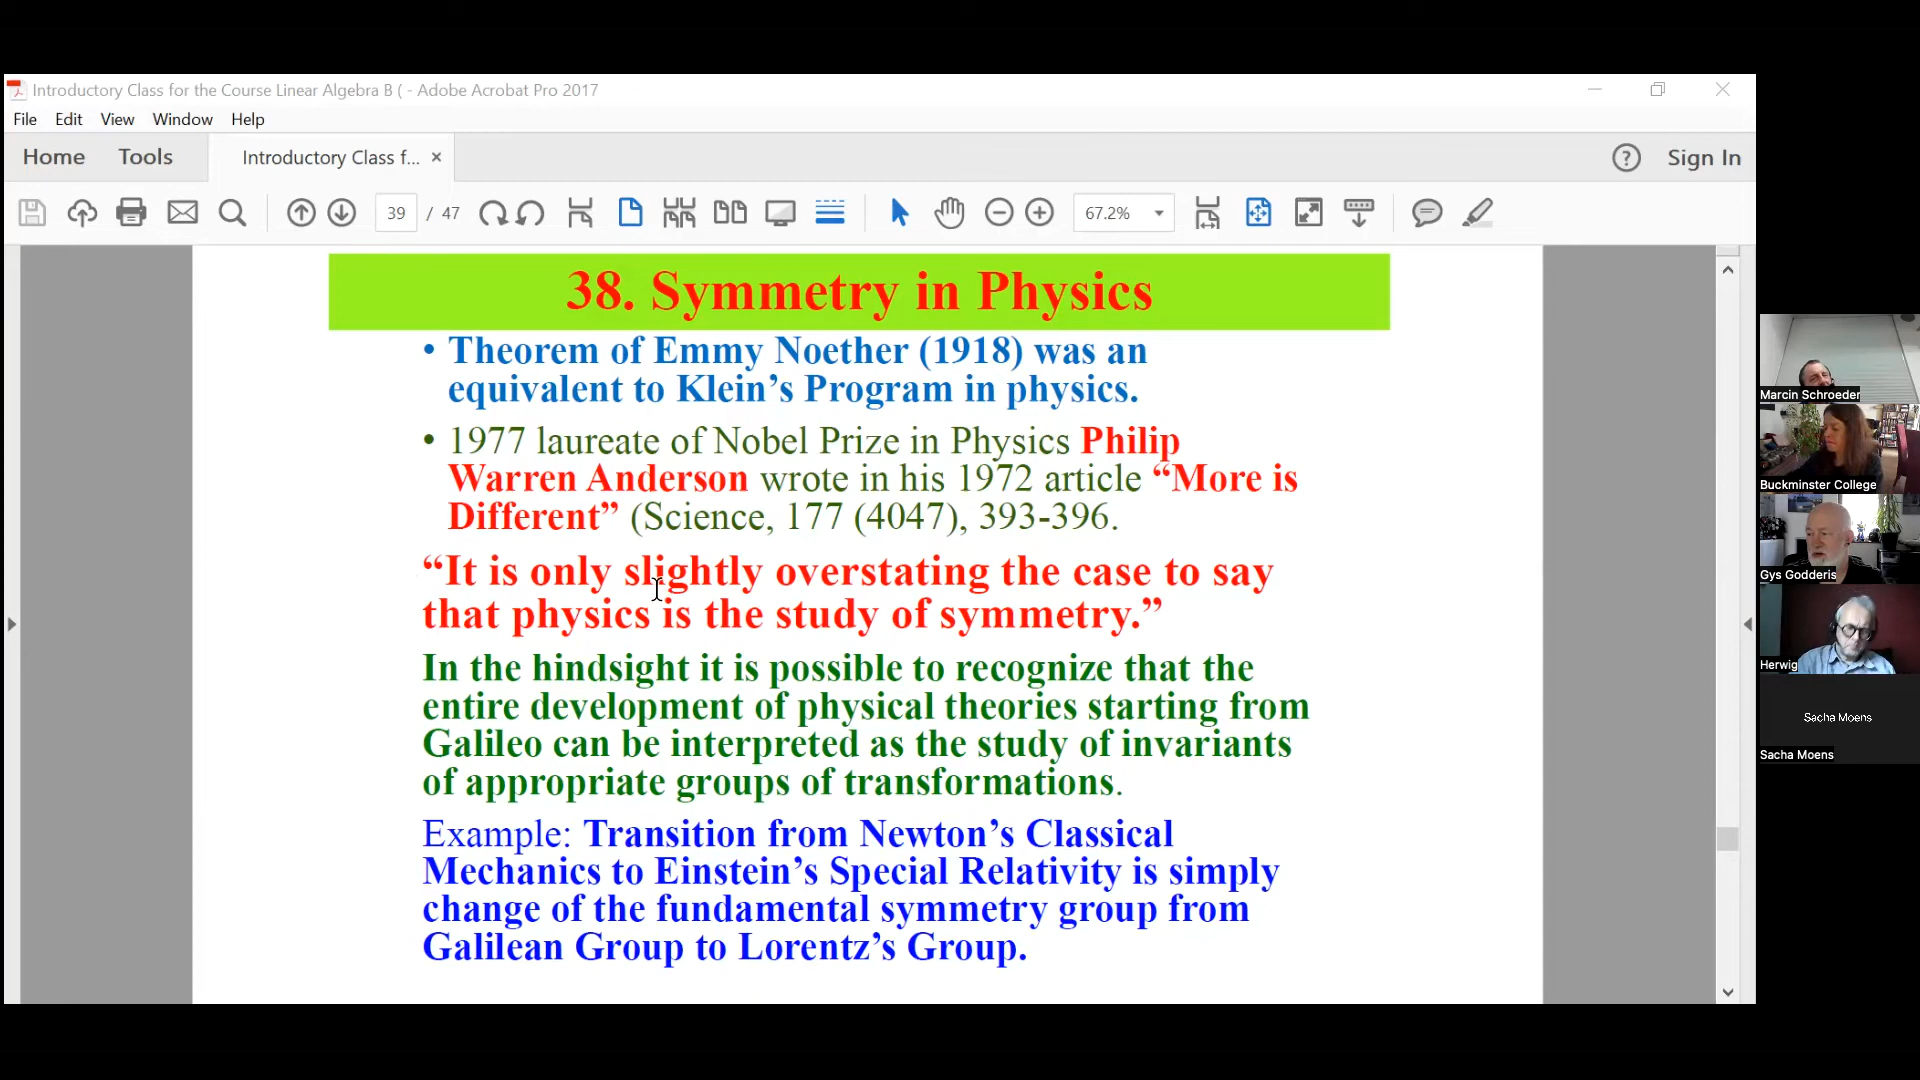 Introductory Class for the Course Linear Algebra B ( - Adobe Acrobat Pro 2017
File Edit View Window Help
Home Tools Introductory Class f... × Sign In
39 / 47 67.2%
38. Symmetry in Physics
• Theorem of Emmy Noether (1918) was an
equivalent to Klein’s Program in physics.
• 1977 laureate of Nobel Prize in Physics Philip
Warren Anderson wrote in his 1972 article “More is
Different” (Science, 177 (4047), 393-396.
“It is only slightly overstating the case to say
that physics is the study of symmetry.”
In the hindsight it is possible to recognize that the
entire development of physical theories starting from
Galileo can be interpreted as the study of invariants
of appropriate groups of transformations.
Example: Transition from Newton’s Classical
Mechanics to Einstein’s Special Relativity is simply
change of the fundamental symmetry group from
Galilean Group to Lorentz’s Group.
Marcin Schroeder
Buckminster College
Gys Godderis
Herwig
Sacha Moens
Sacha Moens